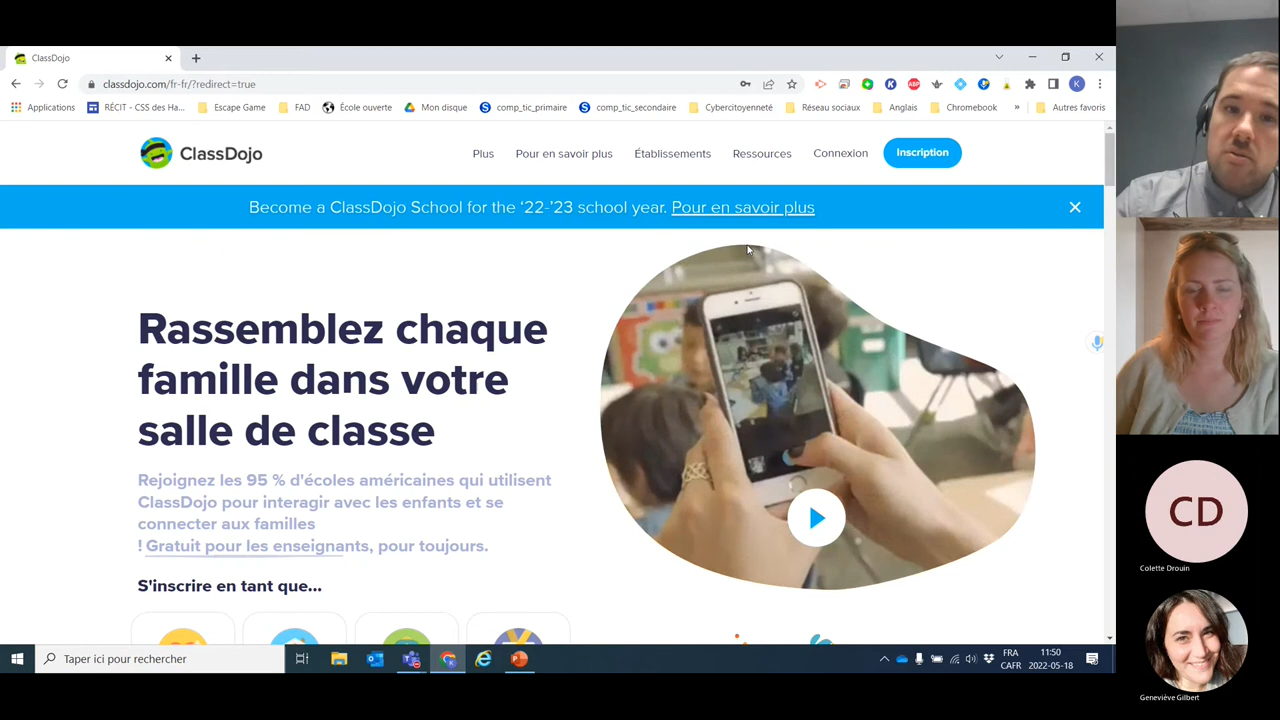 ClassDojo
classdojo.com/fr-fr/?redirect=true
K
Applications RÉCIT - CSS des Ha... Escape Game FAD École ouverte Mon disque comp_tic_primaire comp_tic_secondaire Cybercitoyenneté Réseau sociaux Anglais Chromebook » Autres favoris
ClassDojo Plus Pour en savoir plus Établissements Ressources Connexion Inscription
Become a ClassDojo School for the ‘22-’23 school year. Pour en savoir plus
Rassemblez chaque
famille dans votre
salle de classe
Rejoignez les 95 % d'écoles américaines qui utilisent
ClassDojo pour interagir avec les enfants et se
connecter aux familles
! Gratuit pour les enseignants, pour toujours.
S'inscrire en tant que...
Taper ici pour rechercher
FRA
CAFR
11:50
2022-05-18
CD
Colette Drouin
Geneviève Gilbert